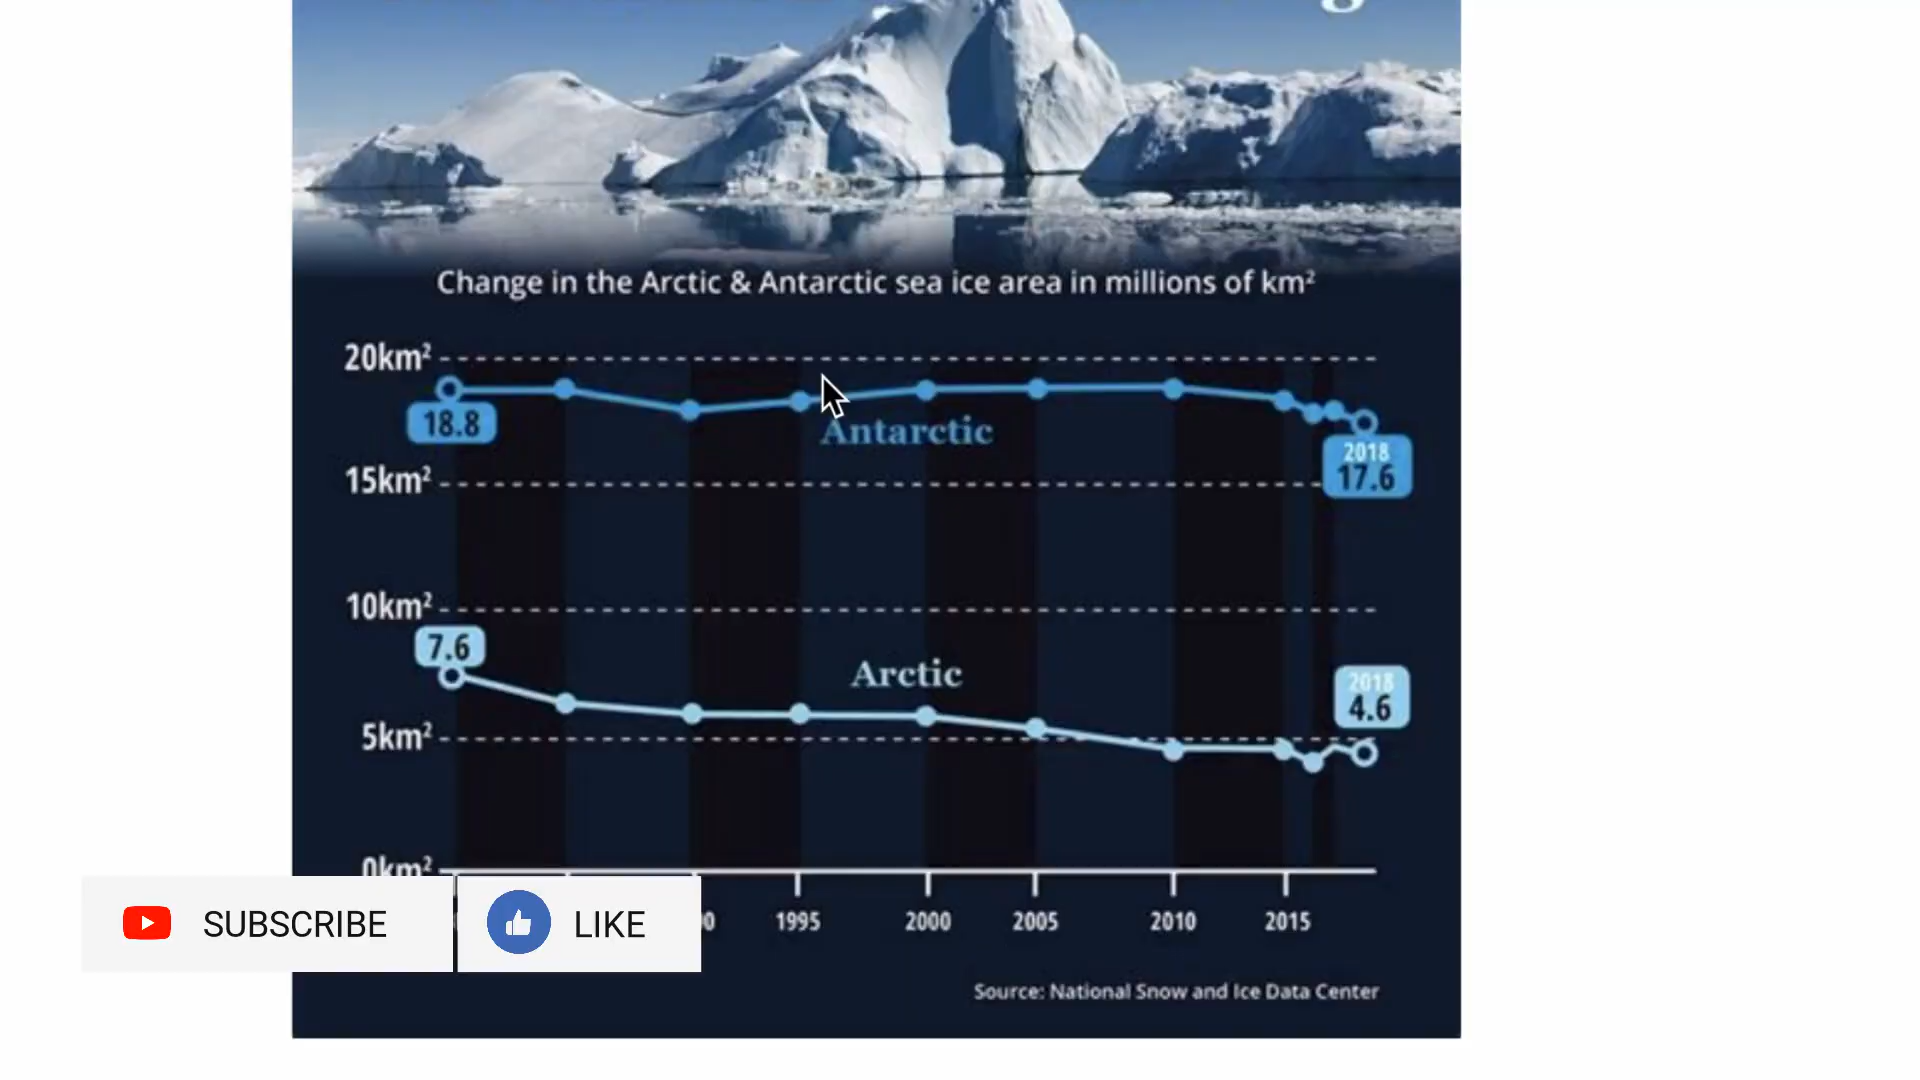 Change in the Arctic & Antarctic sea ice area in millions of km²
20km²
18.8
Antarctic
2018
17.6
15km²
10km²
7.6
Arctic
2018
4.6
5km²
0km²
SUBSCRIBE
LIKE
1995
2000
2005
2010
2015
Source: National Snow and Ice Data Center